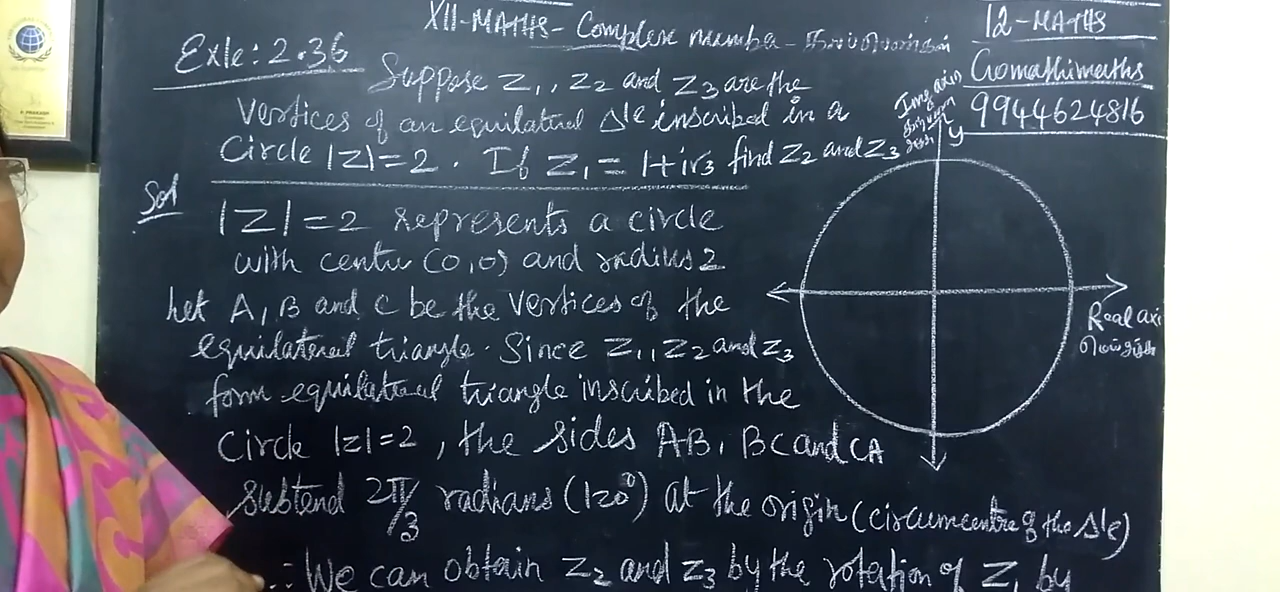 XII-MATHS- Complex numba -
12-MATHS
Gomathimaths
9944624816
Exle: 2.36
Suppose z₁, z₂ and z₃ are the
vertices of an equilateral Δle inscribed in a
Circle |z|=2. If z₁ = 1+i√3 find z₂ and z₃
Img axin
y
Sol
|z|=2 represents a circle
with centre (0,0) and radius 2
Let A, B and C be the vertices of the
equilateral triangle. Since z₁, z₂ and z₃
form equilateral triangle inscribed in the
Circle |z|=2, the sides AB, BC and CA
subtend 2π/3 radians (120°) at the origin (circumcentre of the Δle)
∴ We can obtain z₂ and z₃ by the rotation of z₁ by
Real axi